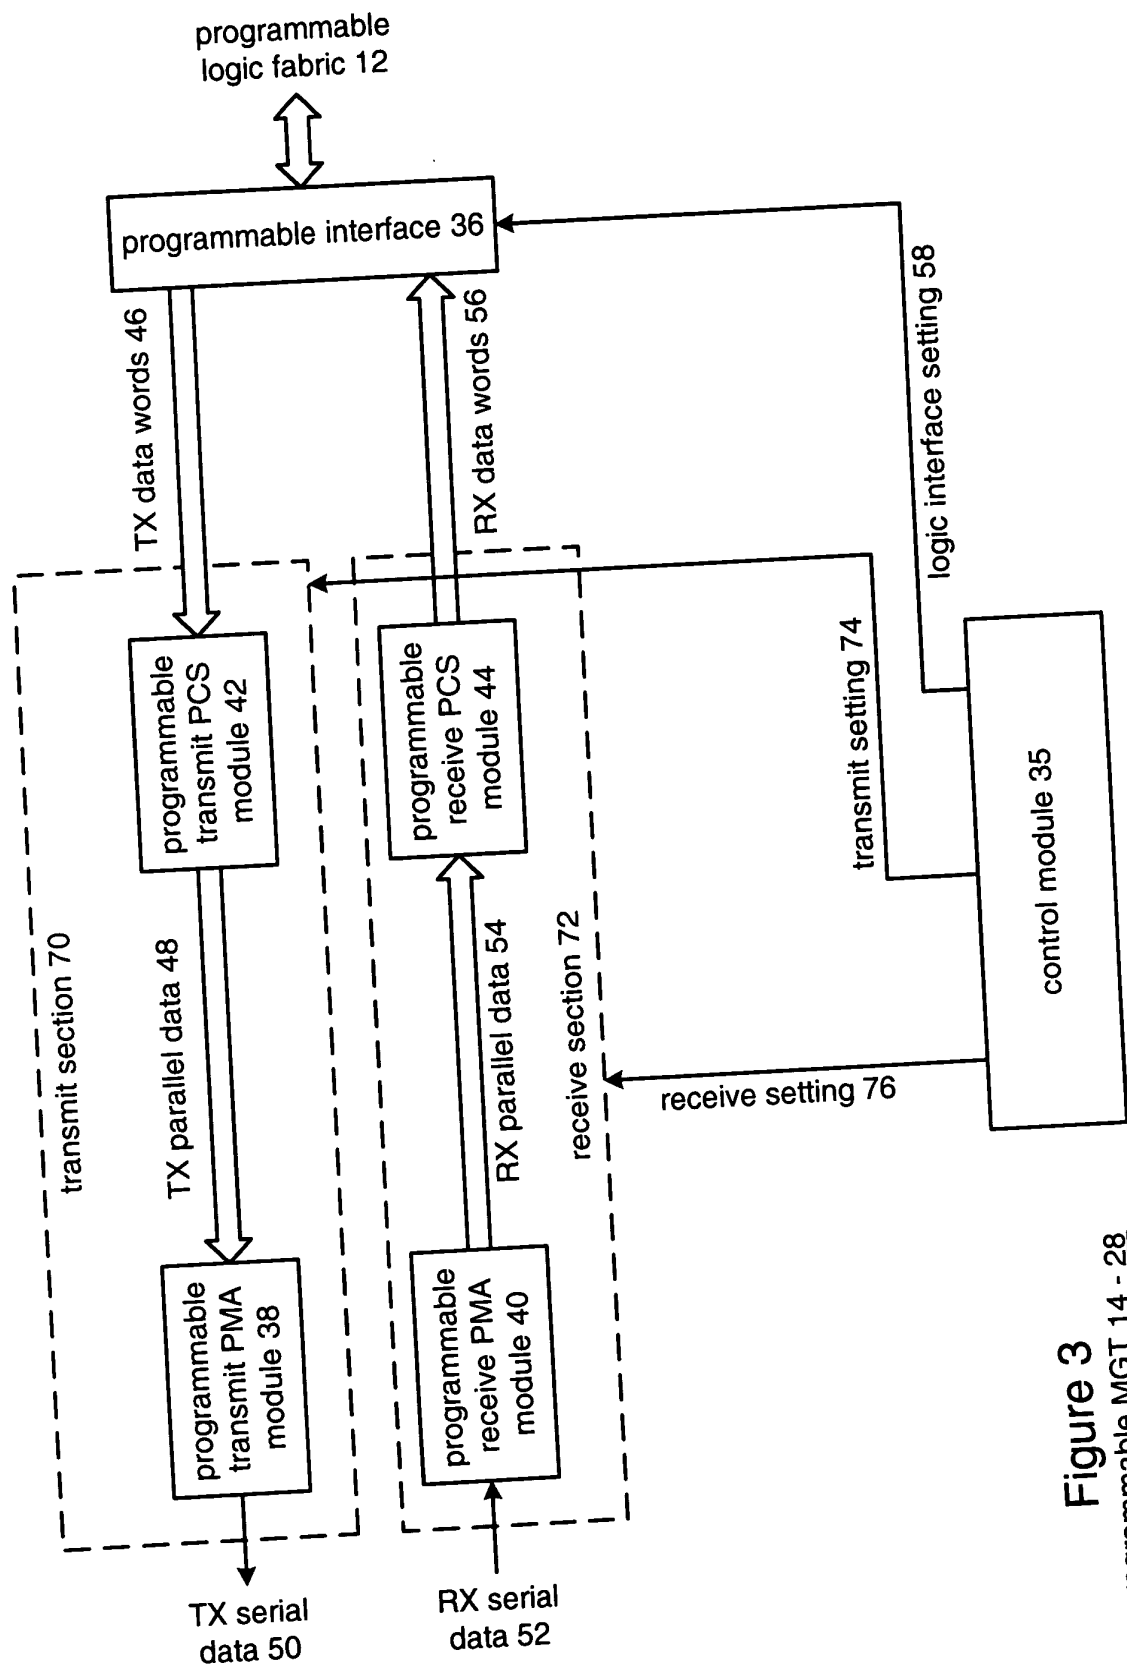 programmable
logic fabric 12
programmable interface 36
TX data words 46
RX data words 56
logic interface setting 58
transmit section 70
programmable
transmit PCS
module 42
programmable
receive PCS
module 44
transmit setting 74
TX parallel data 48
RX parallel data 54
receive section 72
receive setting 76
control module 35
programmable
transmit PMA
module 38
programmable
receive PMA
module 40
TX serial
data 50
RX serial
data 52
Figure 3
MGT 14 - 28